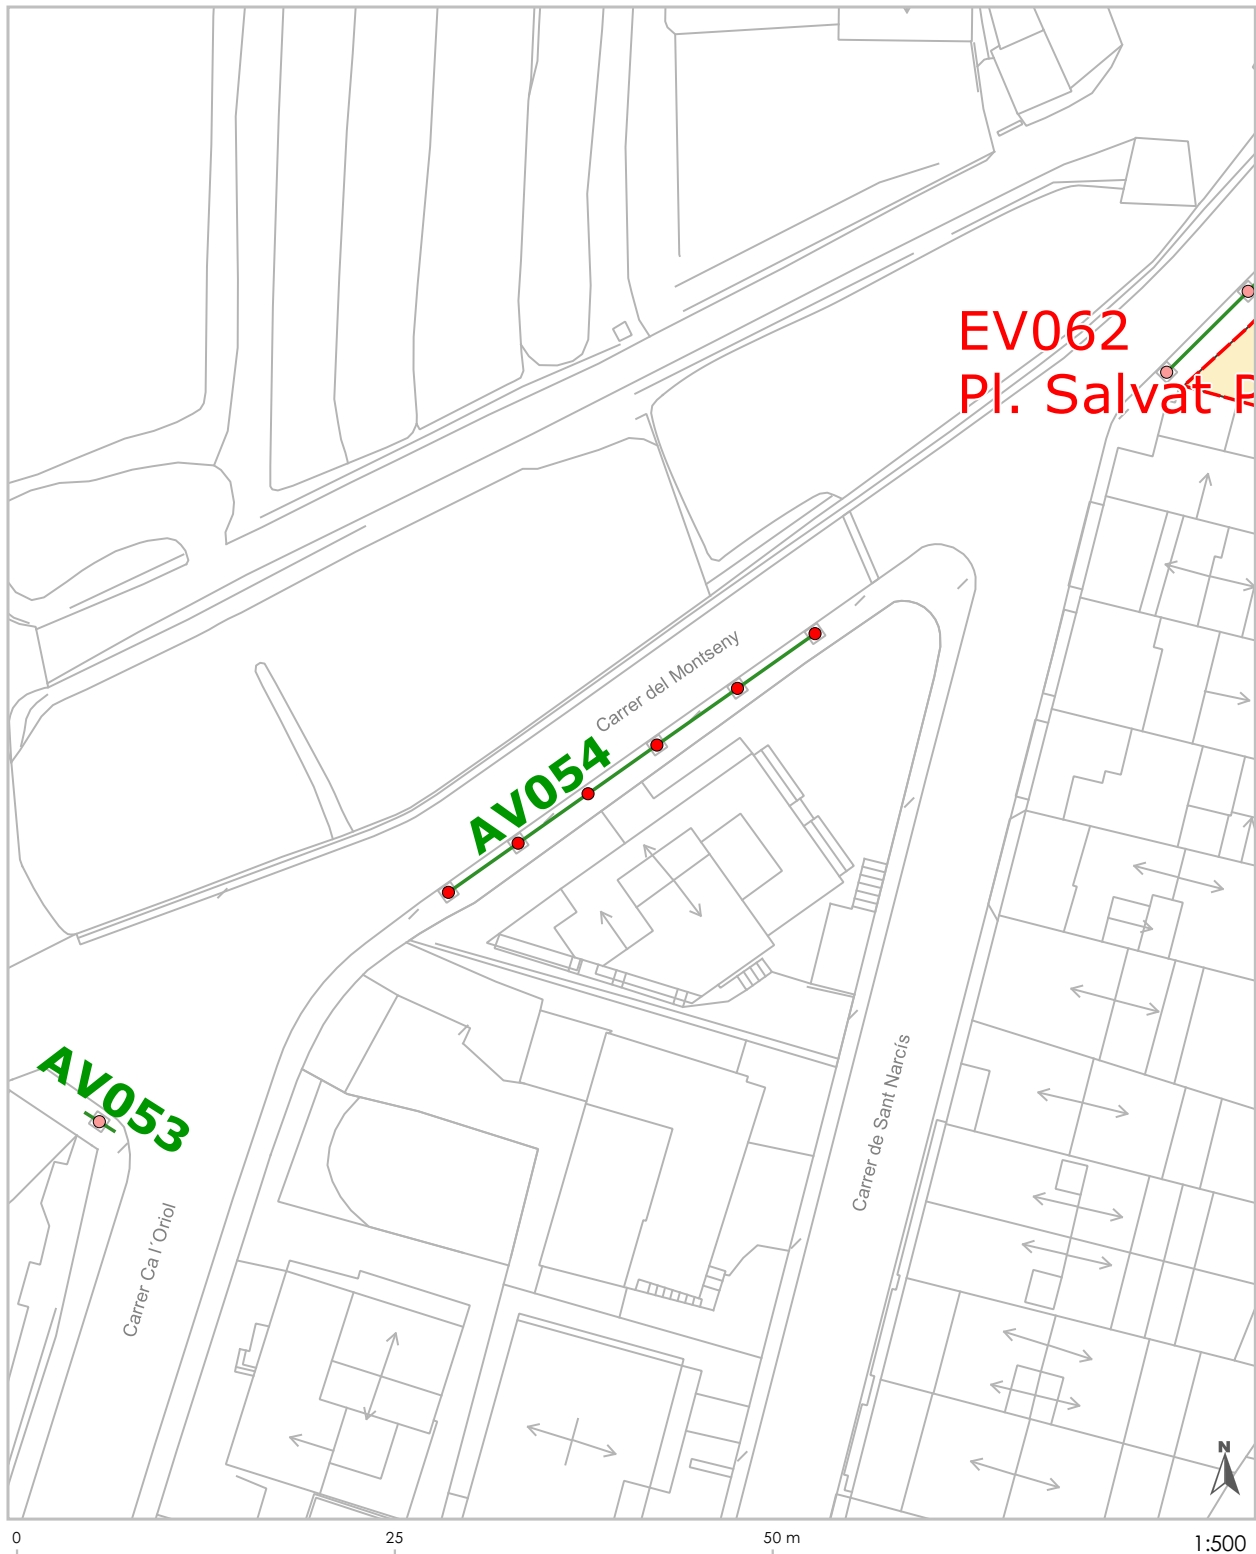 EV062
Pl. Salvat P
Carrer del Montseny
AV054
AV053
Carrer de Sant Narcís
Carrer Ca l´Oriol
N
0
25
50 m
1:500